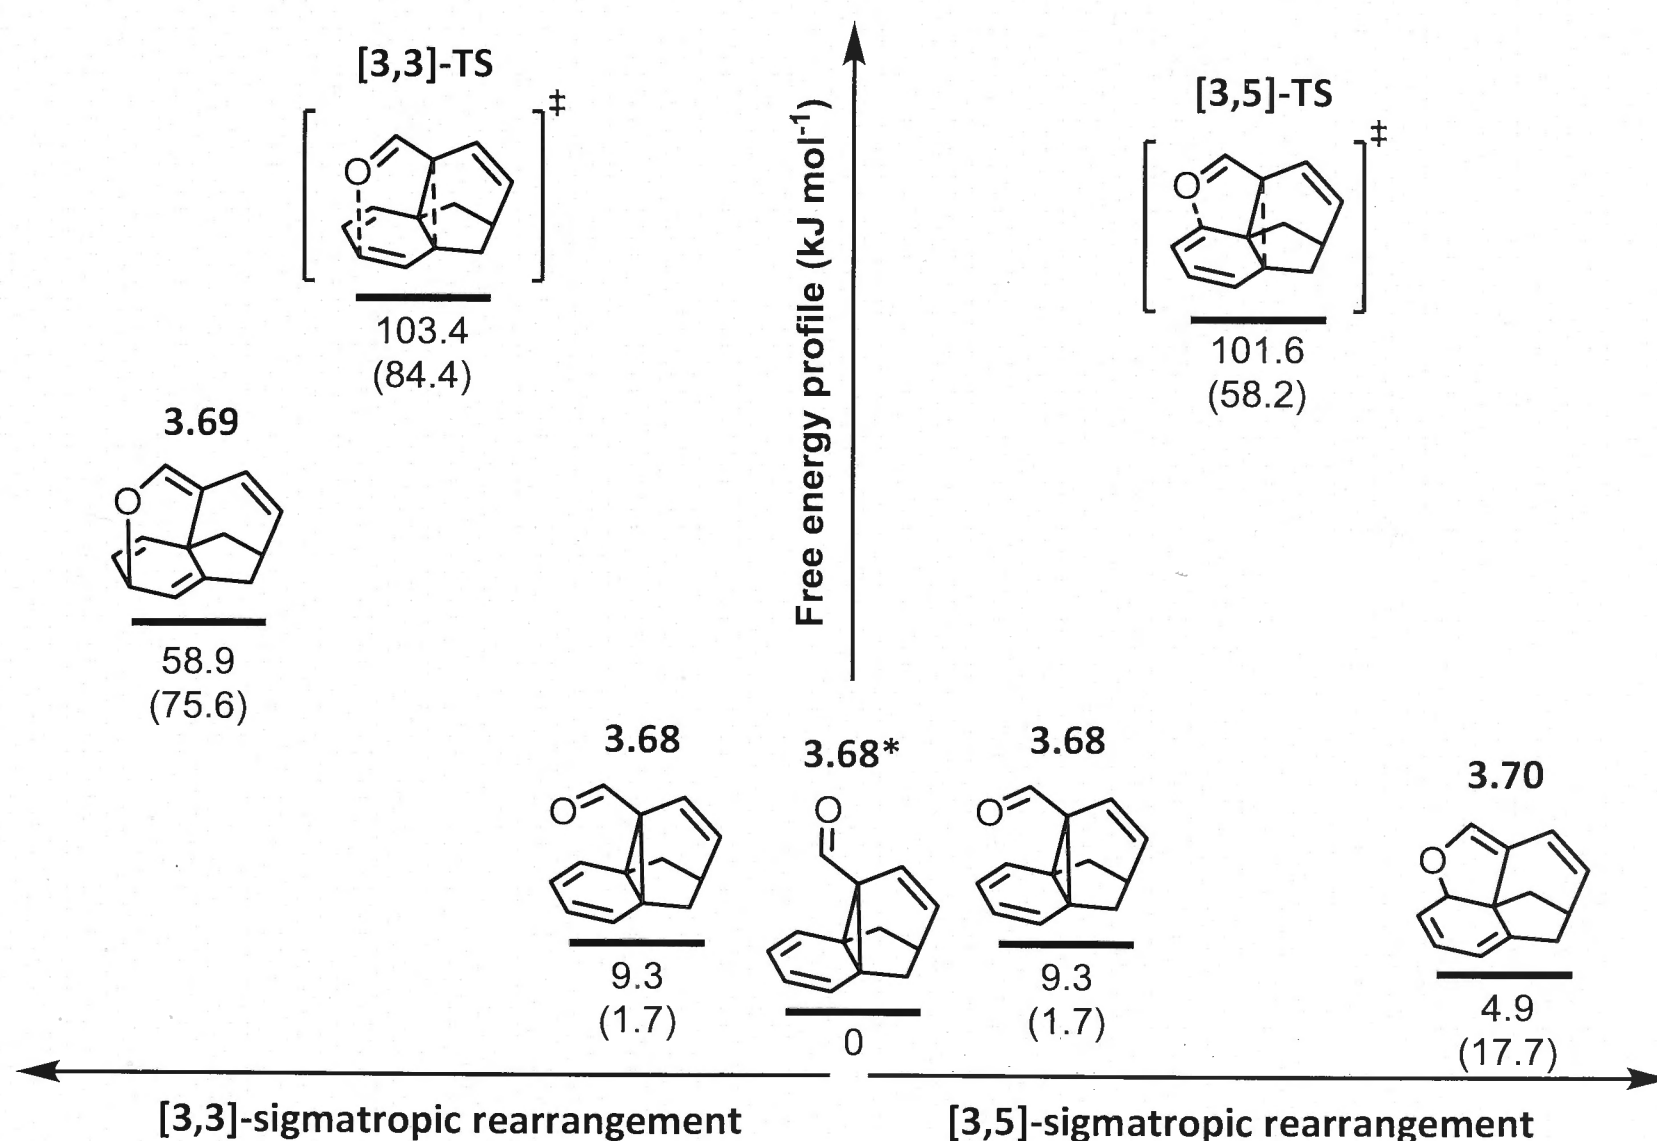 [3,3]-TS
‡
O
103.4
(84.4)
3.69
O
58.9
(75.6)
3.68
O
9.3
(1.7)
Free energy profile (kJ mol⁻¹)
3.68*
O
0
[3,5]-TS
‡
O
101.6
(58.2)
3.68
O
9.3
(1.7)
3.70
O
4.9
(17.7)
[3,3]-sigmatropic rearrangement
[3,5]-sigmatropic rearrangement